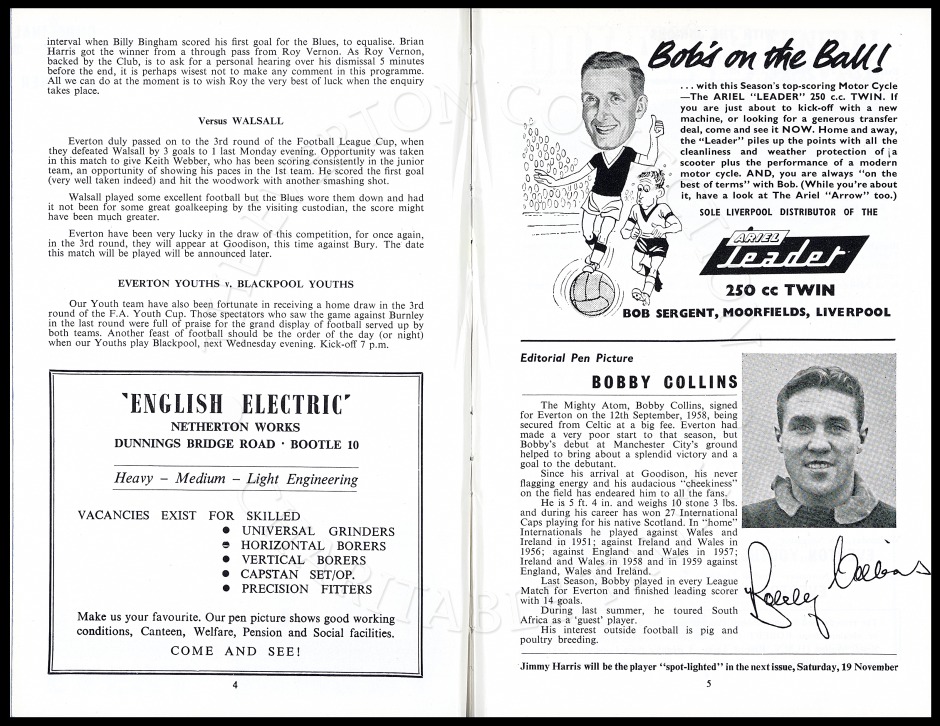 interval when Billy Bingham scored his first goal for the Blues, to equalise. Brian
Harris got the winner from a through pass from Roy Vernon. As Roy Vernon,
backed by the Club, is to ask for a personal hearing over his dismissal 5 minutes
before the end, it is perhaps wisest not to make any comment in this programme.
All we can do at the moment is to wish Roy the very best of luck when the enquiry
takes place.
Versus WALSALL
Everton duly passed on to the 3rd round of the Football League Cup, when
they defeated Walsall by 3 goals to 1 last Monday evening. Opportunity was taken
in this match to give Keith Webber, who has been scoring consistently in the junior
team, an opportunity of showing his paces in the 1st team. He scored the first goal
(very well taken indeed) and hit the woodwork with another smashing shot.
Walsall played some excellent football but the Blues wore them down and had
it not been for some great goalkeeping by the visiting custodian, the score might
have been much greater.
Everton have been very lucky in the draw of this competition, for once again,
in the 3rd round, they will appear at Goodison, this time against Bury. The date
this match will be played will be announced later.
EVERTON YOUTHS v. BLACKPOOL YOUTHS
Our Youth team have also been fortunate in receiving a home draw in the 3rd
round of the F.A. Youth Cup. Those spectators who saw the game against Burnley
in the last round were full of praise for the grand display of football served up by
both teams. Another feast of football should be the order of the day (or night)
when our Youths play Blackpool, next Wednesday evening. Kick-off 7 p.m.
'ENGLISH ELECTRIC'
NETHERTON WORKS
DUNNINGS BRIDGE ROAD · BOOTLE 10
Heavy – Medium – Light Engineering
VACANCIES EXIST FOR SKILLED
● UNIVERSAL GRINDERS
● HORIZONTAL BORERS
● VERTICAL BORERS
● CAPSTAN SET/OP.
● PRECISION FITTERS
Make us your favourite. Our pen picture shows good working
conditions, Canteen, Welfare, Pension and Social facilities.
COME AND SEE!
4
Bob's on the Ball!
. . . with this Season's top-scoring Motor Cycle
—The ARIEL "LEADER" 250 c.c. TWIN. If
you are just about to kick-off with a new
machine, or looking for a generous transfer
deal, come and see it NOW. Home and away,
the "Leader" piles up the points with all the
cleanliness and weather protection of a
scooter plus the performance of a modern
motor cycle. AND, you are always "on the
best of terms" with Bob. (While you're about
it, have a look at The Ariel "Arrow" too.)
SOLE LIVERPOOL DISTRIBUTOR OF THE
ARIEL
Leader
250 cc TWIN
BOB SERGENT, MOORFIELDS, LIVERPOOL
Editorial Pen Picture
BOBBY COLLINS
The Mighty Atom, Bobby Collins, signed
for Everton on the 12th September, 1958, being
secured from Celtic at a big fee. Everton had
made a very poor start to that season, but
Bobby's debut at Manchester City's ground
helped to bring about a splendid victory and a
goal to the debutant.
Since his arrival at Goodison, his never
flagging energy and his audacious "cheekiness"
on the field has endeared him to all the fans.
He is 5 ft. 4 in. and weighs 10 stone 3 lbs.
and during his career has won 27 International
Caps playing for his native Scotland. In "home"
Internationals he played against Wales and
Ireland in 1951; against Ireland and Wales in
1956; against England and Wales in 1957;
Ireland and Wales in 1958 and in 1959 against
England, Wales and Ireland.
Last Season, Bobby played in every League
Match for Everton and finished leading scorer
with 14 goals.
During last summer, he toured South
Africa as a 'guest' player.
His interest outside football is pig and
poultry breeding.
Bobby Collins
Jimmy Harris will be the player "spot-lighted" in the next issue, Saturday, 19 November
5